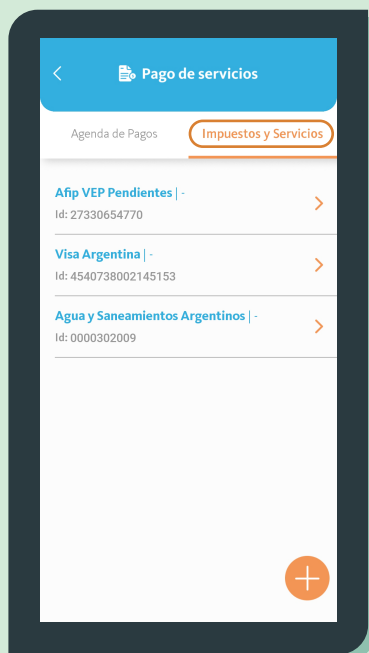 Pago de servicios
Agenda de Pagos
Impuestos y Servicios
Afip VEP Pendientes | -
Id: 27330654770
Visa Argentina | -
Id: 4540738002145153
Agua y Saneamientos Argentinos | -
Id: 0000302009